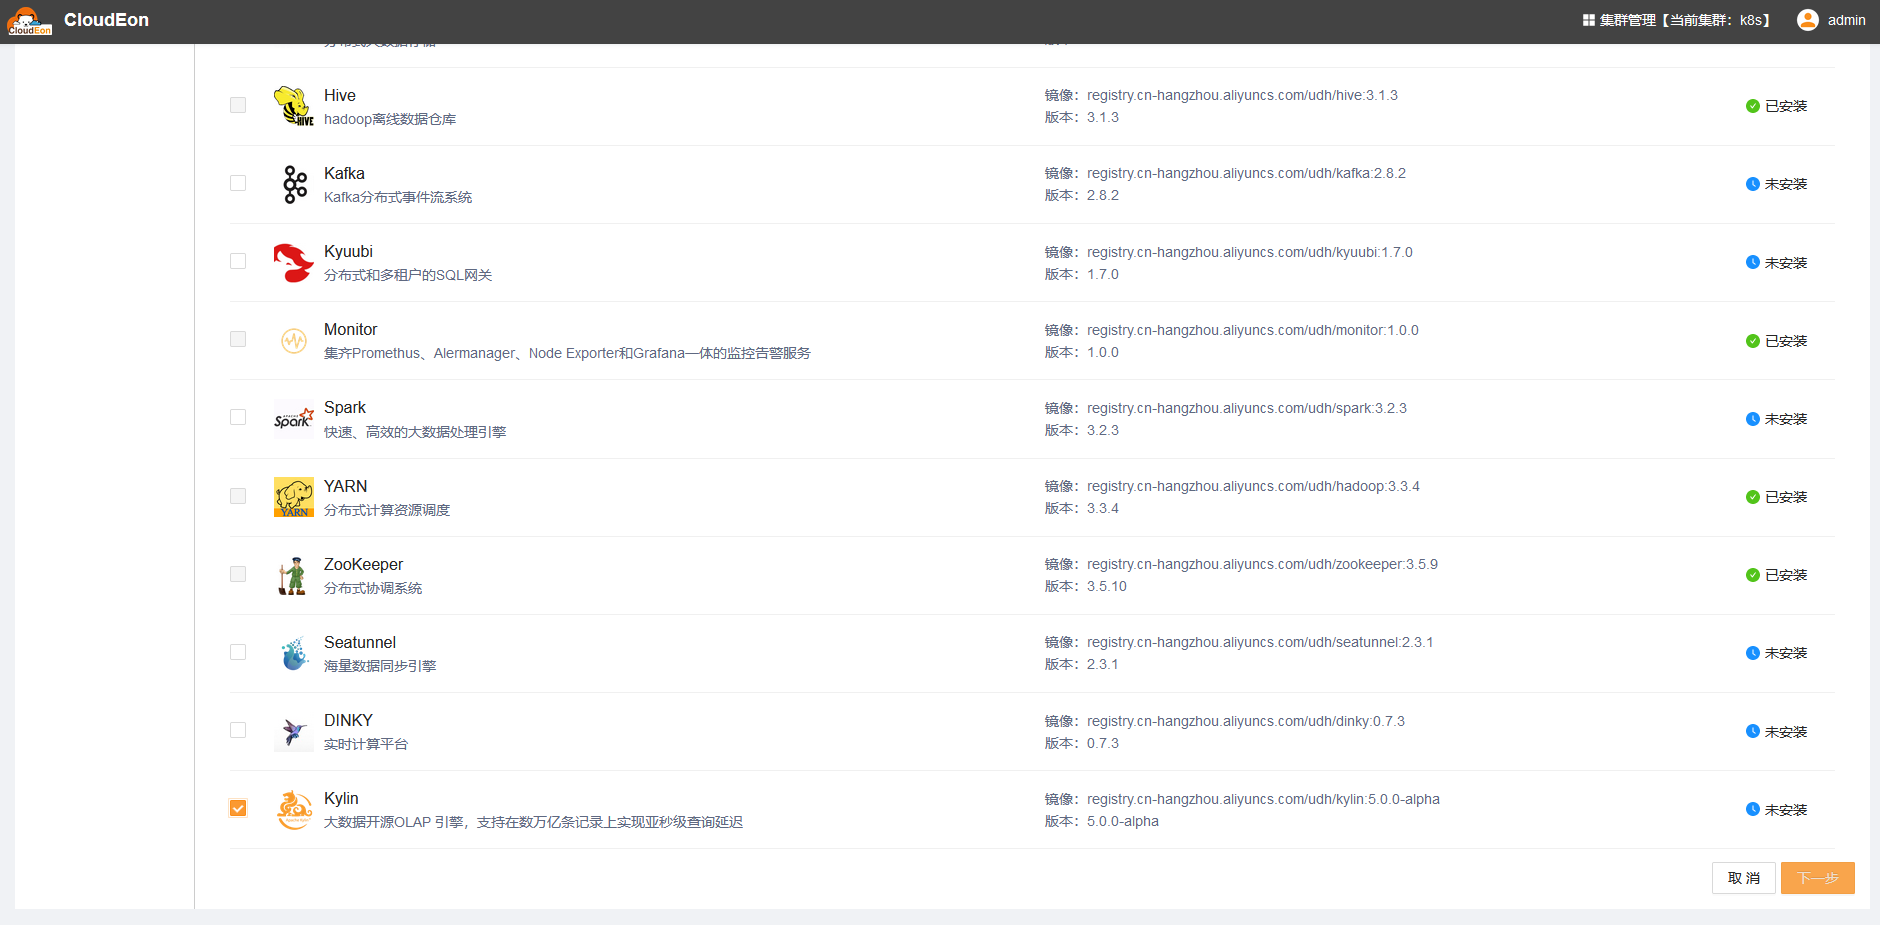 CloudEon
CloudEon
集群管理【当前集群：k8s】
admin
Hive
hadoop离线数据仓库
镜像：registry.cn-hangzhou.aliyuncs.com/udh/hive:3.1.3
版本：3.1.3
已安装
Kafka
Kafka分布式事件流系统
镜像：registry.cn-hangzhou.aliyuncs.com/udh/kafka:2.8.2
版本：2.8.2
未安装
Kyuubi
分布式和多租户的SQL网关
镜像：registry.cn-hangzhou.aliyuncs.com/udh/kyuubi:1.7.0
版本：1.7.0
未安装
Monitor
集齐Promethus、Alermanager、Node Exporter和Grafana一体的监控告警服务
镜像：registry.cn-hangzhou.aliyuncs.com/udh/monitor:1.0.0
版本：1.0.0
已安装
Spark
快速、高效的大数据处理引擎
镜像：registry.cn-hangzhou.aliyuncs.com/udh/spark:3.2.3
版本：3.2.3
未安装
YARN
分布式计算资源调度
镜像：registry.cn-hangzhou.aliyuncs.com/udh/hadoop:3.3.4
版本：3.3.4
已安装
ZooKeeper
分布式协调系统
镜像：registry.cn-hangzhou.aliyuncs.com/udh/zookeeper:3.5.9
版本：3.5.10
已安装
Seatunnel
海量数据同步引擎
镜像：registry.cn-hangzhou.aliyuncs.com/udh/seatunnel:2.3.1
版本：2.3.1
未安装
DINKY
实时计算平台
镜像：registry.cn-hangzhou.aliyuncs.com/udh/dinky:0.7.3
版本：0.7.3
未安装
Kylin
大数据开源OLAP 引擎，支持在数万亿条记录上实现亚秒级查询延迟
镜像：registry.cn-hangzhou.aliyuncs.com/udh/kylin:5.0.0-alpha
版本：5.0.0-alpha
未安装
取 消
下一步